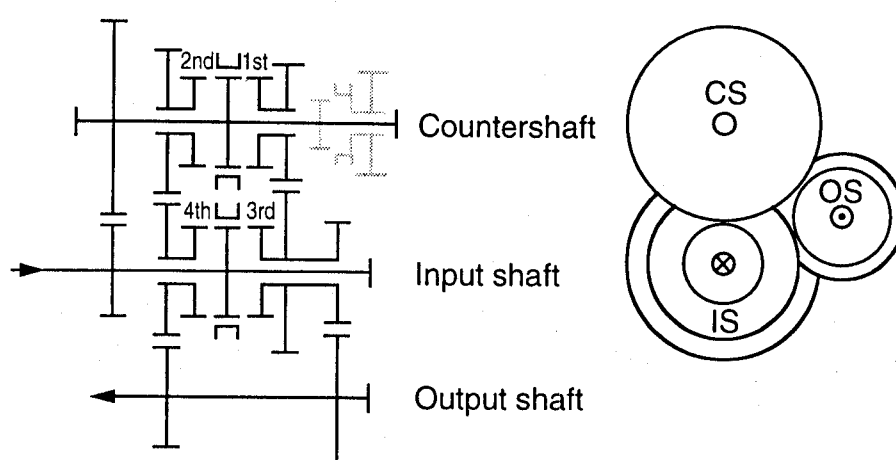 2nd 1st
CS
Countershaft
OS
4th 3rd
Input shaft
IS
Output shaft